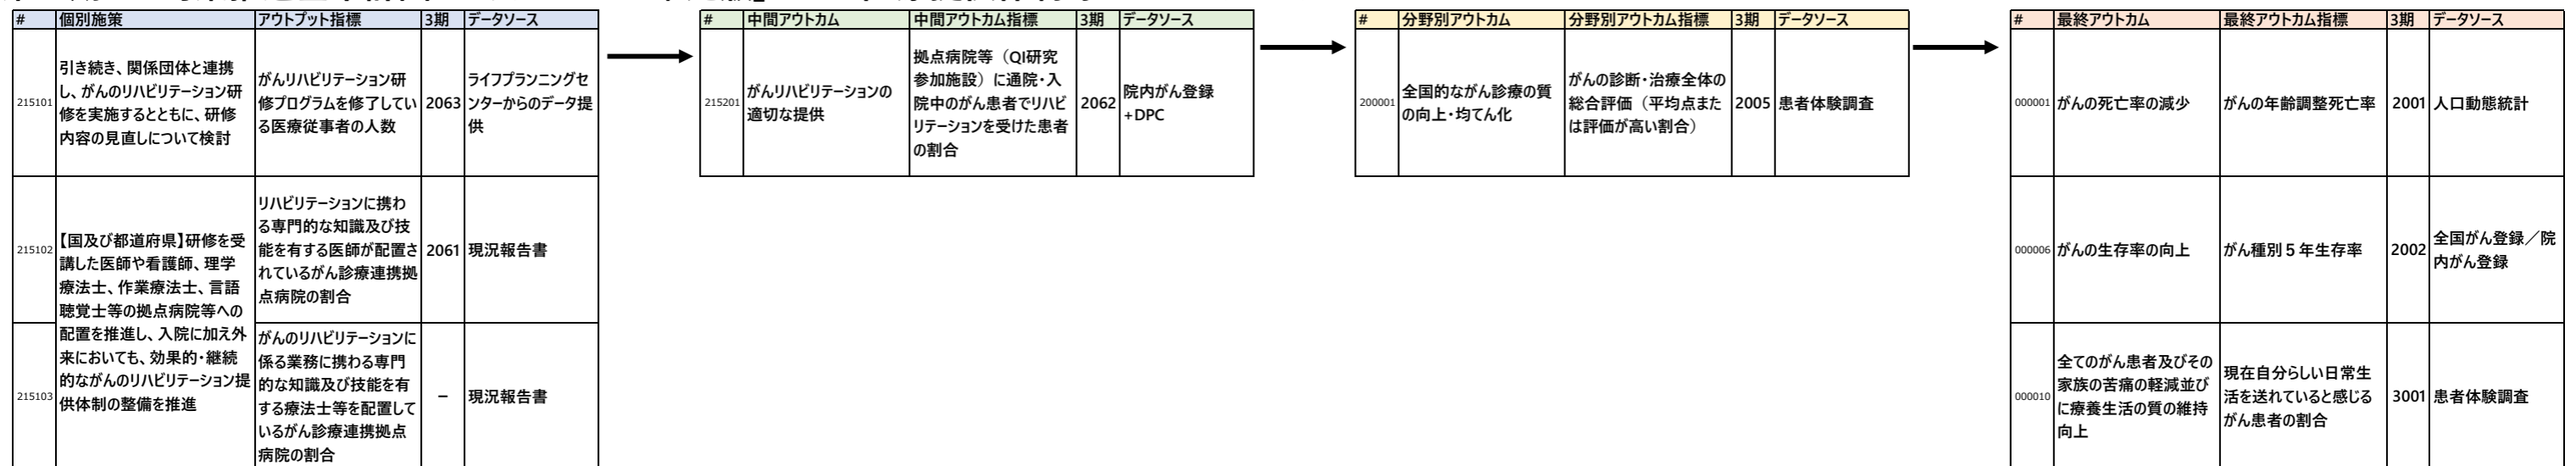 # 個別施策 アウトプット指標 3期 データソース
215101
引き続き、関係団体と連携
し、がんのリハビリテーション研
修を実施するとともに、研修
内容の見直しについて検討
がんリハビリテーション研
修プログラムを修了してい
る医療従事者の人数
2063
ライフプランニングセ
ンターからのデータ提
供
215102
【国及び都道府県】研修を受
講した医師や看護師、理学
療法士、作業療法士、言語
聴覚士等の拠点病院等への
配置を推進し、入院に加え外
来においても、効果的・継続
的ながんのリハビリテーション提
供体制の整備を推進
リハビリテーションに携わ
る専門的な知識及び技
能を有する医師が配置さ
れているがん診療連携拠
点病院の割合
2061
現況報告書
215103
がんのリハビリテーションに
係る業務に携わる専門
的な知識及び技能を有
する療法士等を配置して
いるがん診療連携拠点
病院の割合
－
現況報告書
# 中間アウトカム 中間アウトカム指標 3期 データソース
215201
がんリハビリテーションの
適切な提供
拠点病院等（QI研究
参加施設）に通院・入
院中のがん患者でリハビ
リテーションを受けた患者
の割合
2062
院内がん登録
+DPC
# 分野別アウトカム 分野別アウトカム指標 3期 データソース
200001
全国的ながん診療の質
の向上・均てん化
がんの診断・治療全体の
総合評価（平均点また
は評価が高い割合）
2005
患者体験調査
# 最終アウトカム 最終アウトカム指標 3期 データソース
000001
がんの死亡率の減少
がんの年齢調整死亡率
2001
人口動態統計
000006
がんの生存率の向上
がん種別５年生存率
2002
全国がん登録／院
内がん登録
000010
全てのがん患者及びその
家族の苦痛の軽減並び
に療養生活の質の維持
向上
現在自分らしい日常生
活を送れていると感じる
がん患者の割合
3001
患者体験調査